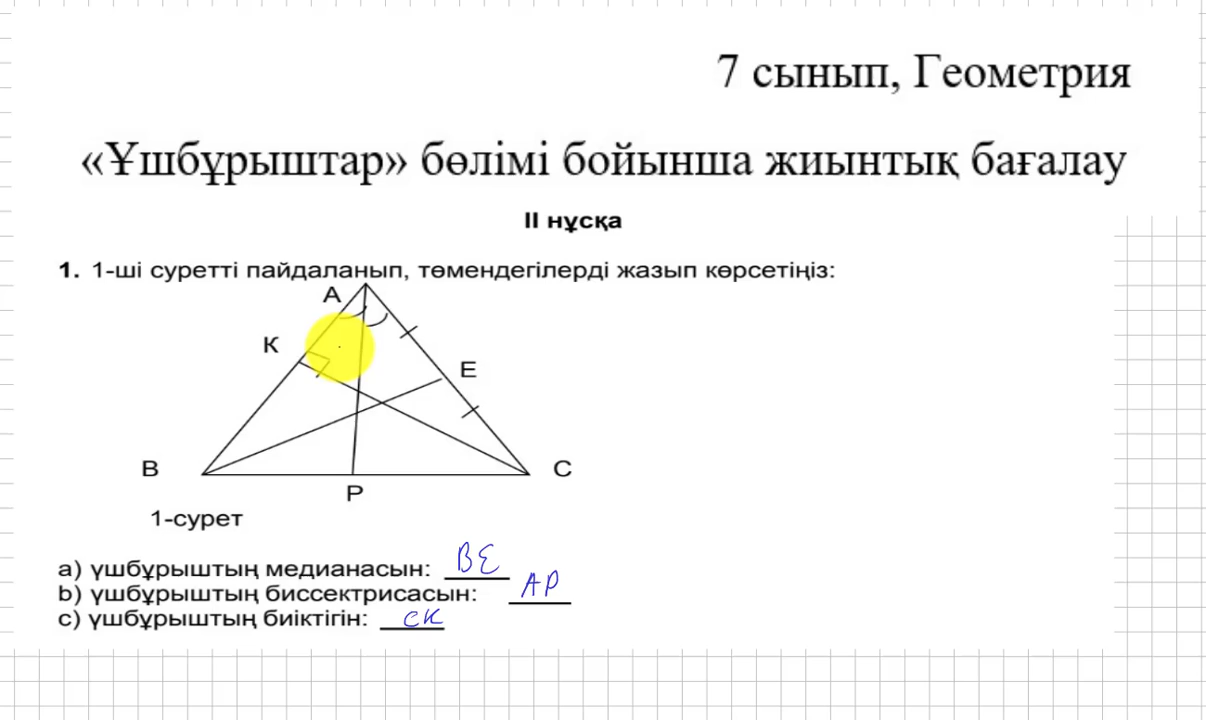 7 сынып, Геометрия
«Ұшбұрыштар» бөлімі бойынша жиынтық бағалау
II нұсқа
1. 1-ші суретті пайдаланып, төмендегілерді жазып көрсетіңіз:
A
К
E
B
C
P
1-сурет
a) үшбұрыштың медианасын: BE
b) үшбұрыштың биссектрисасын: AP
c) үшбұрыштың биіктігін: CK